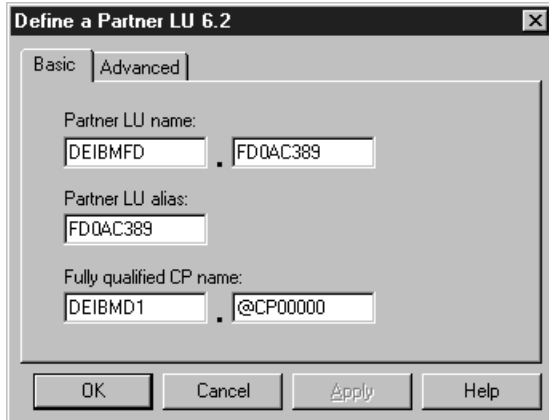 Define a Partner LU 6.2
Basic Advanced
Partner LU name:
DEIBMFD . FD0AC389
Partner LU alias:
FD0AC389
Fully qualified CP name:
DEIBMD1 . @CP00000
OK Cancel Apply Help